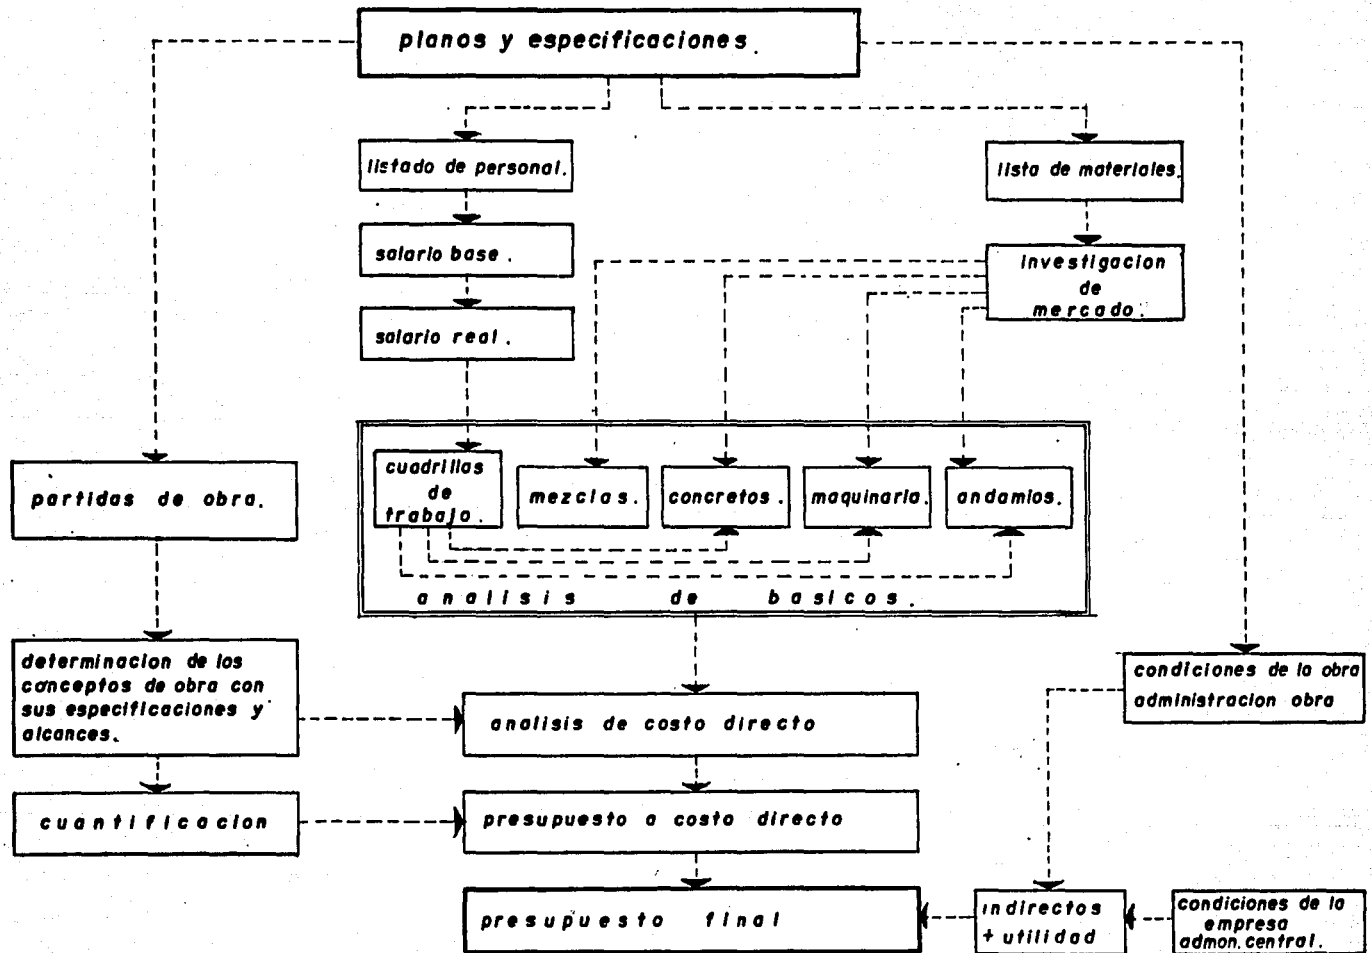 planos y especificaciones.
listado de personal.
lista de materiales.
salario base.
investigacion
de
mercado.
salario real.
cuadrillas
de
trabajo.
mezclas.
concretos.
maquinaria.
andamios.
analisis de basicos.
partidas de obra.
determinacion de los
conceptos de obra con
sus especificaciones y
alcances.
analisis de costo directo
condiciones de la obra
administración obra
cuantificacion
presupuesto a costo directo
presupuesto final
indirectos
+ utilidad
condiciones de la
empresa
admon. central.